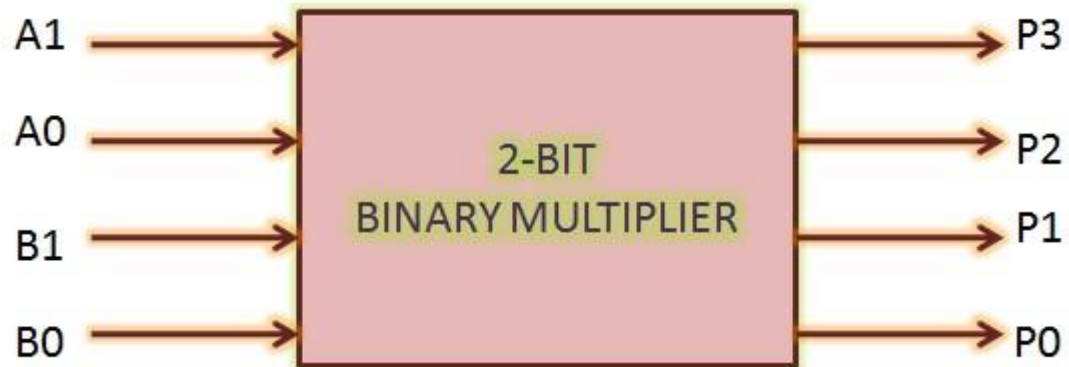 A1
A0
B1
B0
2-BIT
BINARY MULTIPLIER
P3
P2
P1
P0